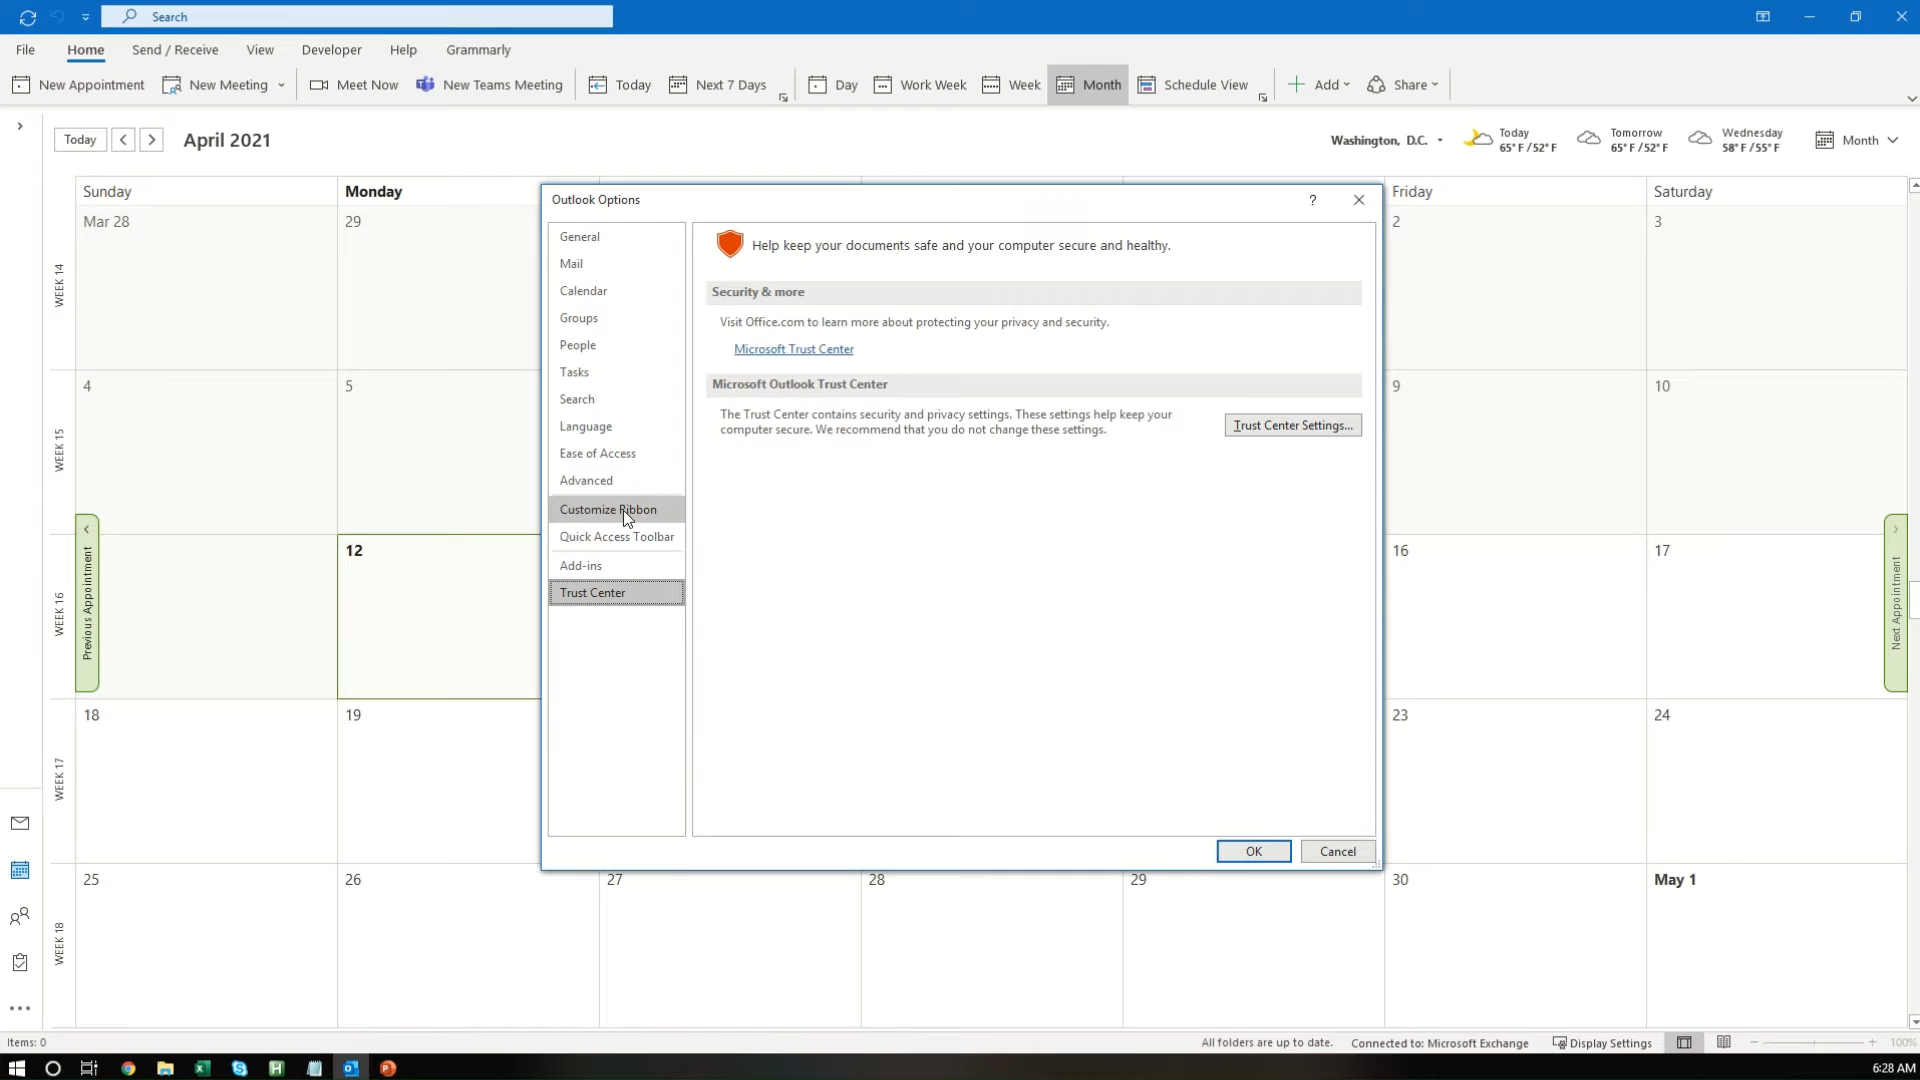 Search
File Home Send / Receive View Developer Help Grammarly
New Appointment New Meeting Meet Now New Teams Meeting Today Next 7 Days Day Work Week Week Month Schedule View Add Share
Today April 2021 Washington, D.C. Today 65° F / 52° F Tomorrow 65° F / 52° F Wednesday 58° F / 55° F Month
Sunday Monday Friday Saturday
WEEK 14
Mar 28 29 2 3
WEEK 15
4 5 9 10
WEEK 16
12 16 17
WEEK 17
18 19 23 24
WEEK 18
25 26 27 28 29 30 May 1
Previous Appointment
Next Appointment
Outlook Options ?
General
Mail
Calendar
Groups
People
Tasks
Search
Language
Ease of Access
Advanced
Customize Ribbon
Quick Access Toolbar
Add-ins
Trust Center
Help keep your documents safe and your computer secure and healthy.
Security & more
Visit Office.com to learn more about protecting your privacy and security.
Microsoft Trust Center
Microsoft Outlook Trust Center
The Trust Center contains security and privacy settings. These settings help keep your
computer secure. We recommend that you do not change these settings.
Trust Center Settings...
OK Cancel
Items: 0 All folders are up to date. Connected to: Microsoft Exchange Display Settings 100%
6:28 AM